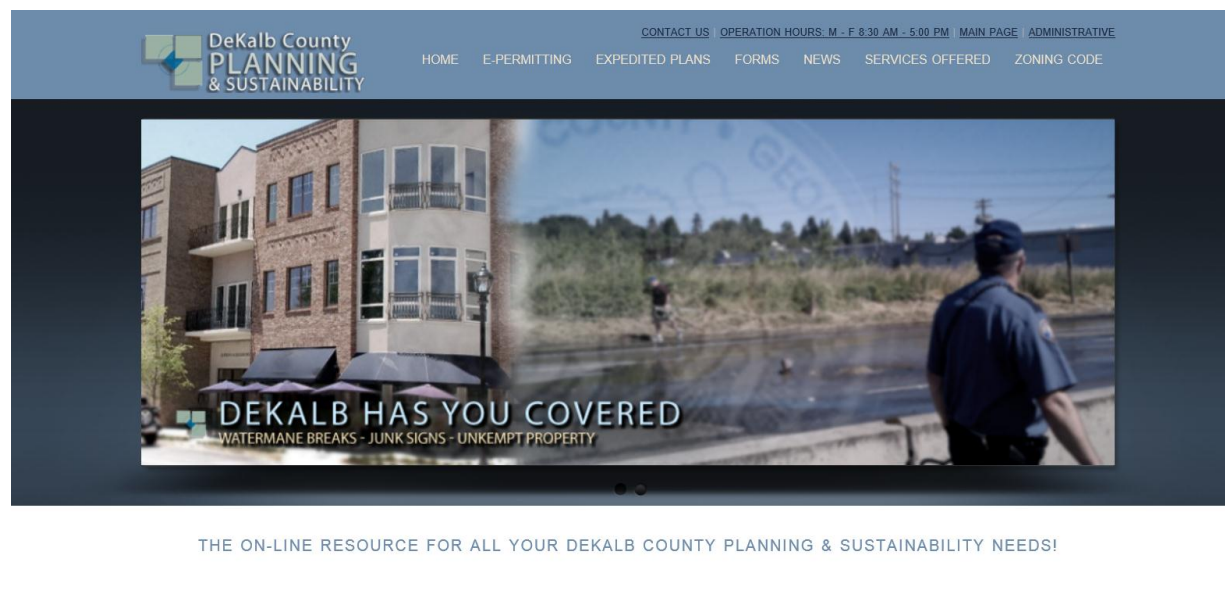 DeKalb County
PLANNING
& SUSTAINABILITY
CONTACT US | OPERATION HOURS: M - F 8:30 AM - 5:00 PM | MAIN PAGE | ADMINISTRATIVE
HOME E-PERMITTING EXPEDITED PLANS FORMS NEWS SERVICES OFFERED ZONING CODE
COUNTY • GEO
DEKALB HAS YOU COVERED
WATERMANE BREAKS - JUNK SIGNS - UNKEMPT PROPERTY
THE ON-LINE RESOURCE FOR ALL YOUR DEKALB COUNTY PLANNING & SUSTAINABILITY NEEDS!